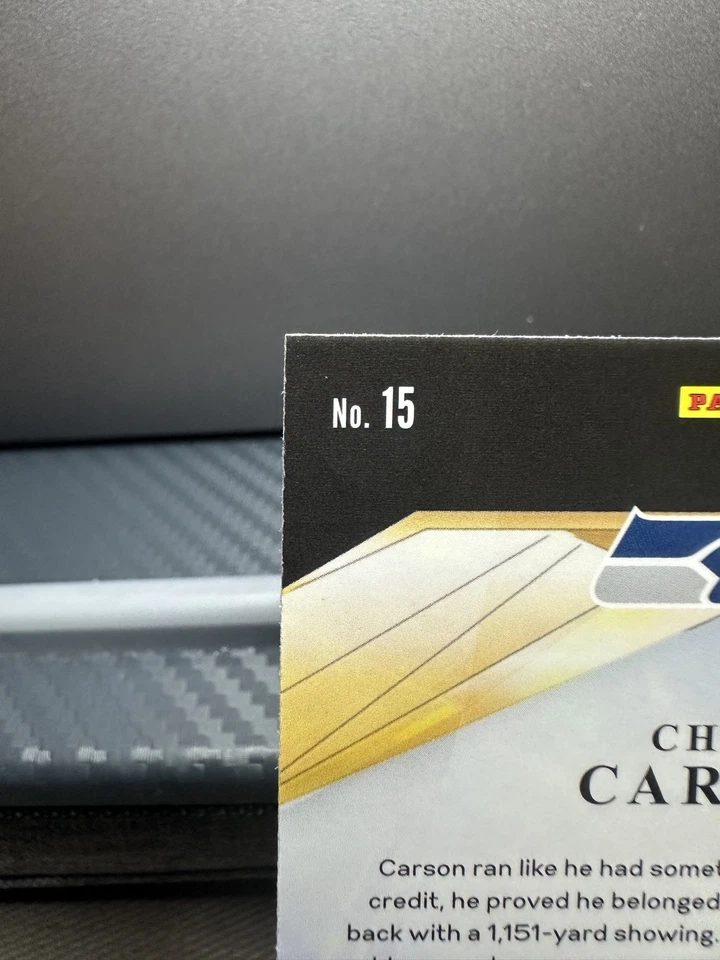 No. 15
PA
CH
CAR
Carson ran like he had somet
credit, he proved he belonged
back with a 1,151-yard showing.